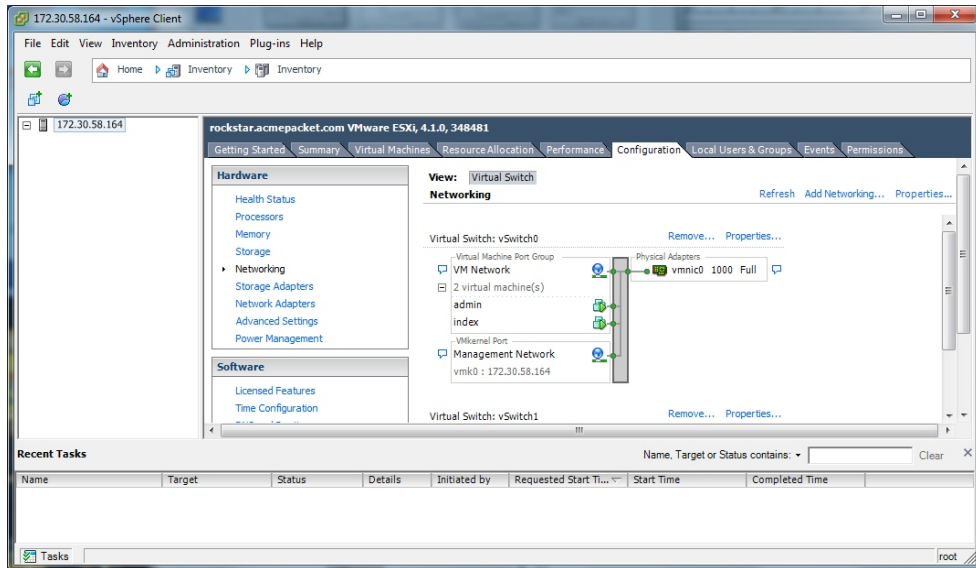 172.30.58.164 - vSphere Client
File Edit View Inventory Administration Plug-ins Help
Home Inventory Inventory
172.30.58.164
rockstar.acmepacket.com VMware ESXi, 4.1.0, 348481
Getting Started Summary Virtual Machines Resource Allocation Performance Configuration Local Users & Groups Events Permissions
Hardware
Health Status
Processors
Memory
Storage
Networking
Storage Adapters
Network Adapters
Advanced Settings
Power Management
Software
Licensed Features
Time Configuration
View: Virtual Switch
Networking
Refresh Add Networking... Properties...
Virtual Switch: vSwitch0 Remove... Properties...
Virtual Machine Port Group
VM Network
2 virtual machine(s)
admin
index
VMkernel Port
Management Network
vmk0 : 172.30.58.164
Physical Adapters
vmnic0 1000 Full
Virtual Switch: vSwitch1 Remove... Properties...
Recent Tasks
Name, Target or Status contains: Clear
Name Target Status Details Initiated by Requested Start Ti... Start Time Completed Time
Tasks
root